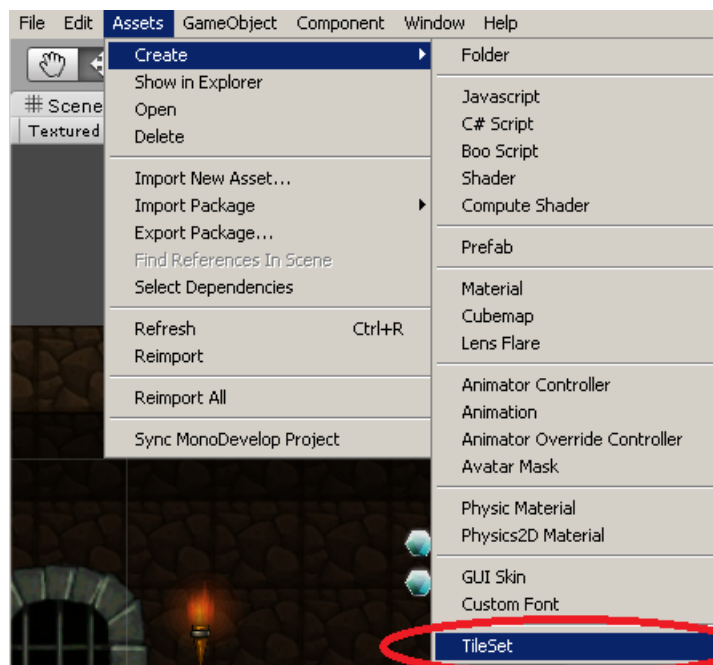 File Edit Assets GameObject Component Window Help
# Scene
Textured
Create
Show in Explorer
Open
Delete
Import New Asset...
Import Package
Export Package...
Find References In Scene
Select Dependencies
Refresh Ctrl+R
Reimport
Reimport All
Sync MonoDevelop Project
Folder
Javascript
C# Script
Boo Script
Shader
Compute Shader
Prefab
Material
Cubemap
Lens Flare
Animator Controller
Animation
Animator Override Controller
Avatar Mask
Physic Material
Physics2D Material
GUI Skin
Custom Font
TileSet